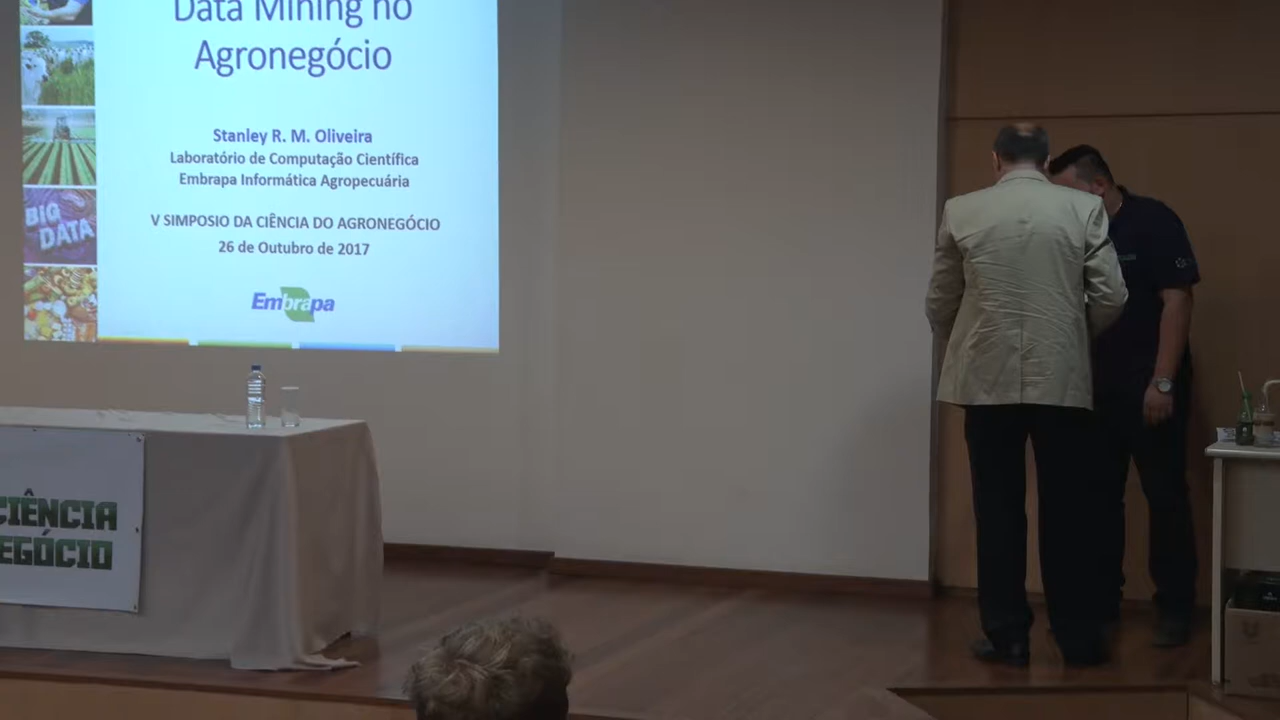 Data Mining no
Agronegócio
Stanley R. M. Oliveira
Laboratório de Computação Científica
Embrapa Informática Agropecuária
V SIMPOSIO DA CIÊNCIA DO AGRONEGÓCIO
26 de Outubro de 2017
Embrapa
BIG
DATA
CIÊNCIA
EGÓCIO